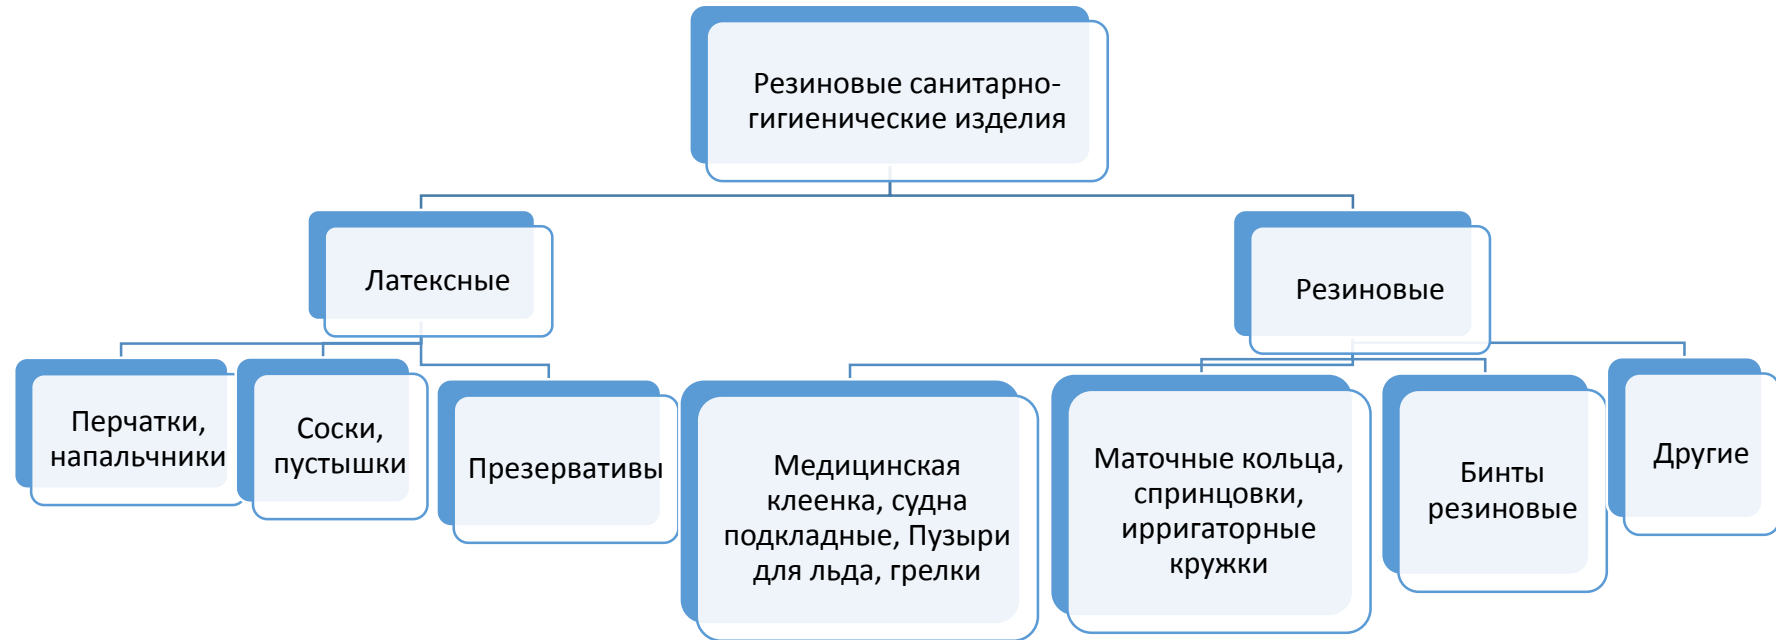 Резиновые санитарно-
гигиенические изделия
Латексные
Резиновые
Перчатки,
напальчники
Соски,
пустышки
Презервативы
Медицинская
клеенка, судна
подкладные, Пузыри
для льда, грелки
Маточные кольца,
спринцовки,
ирригаторные
кружки
Бинты
резиновые
Другие